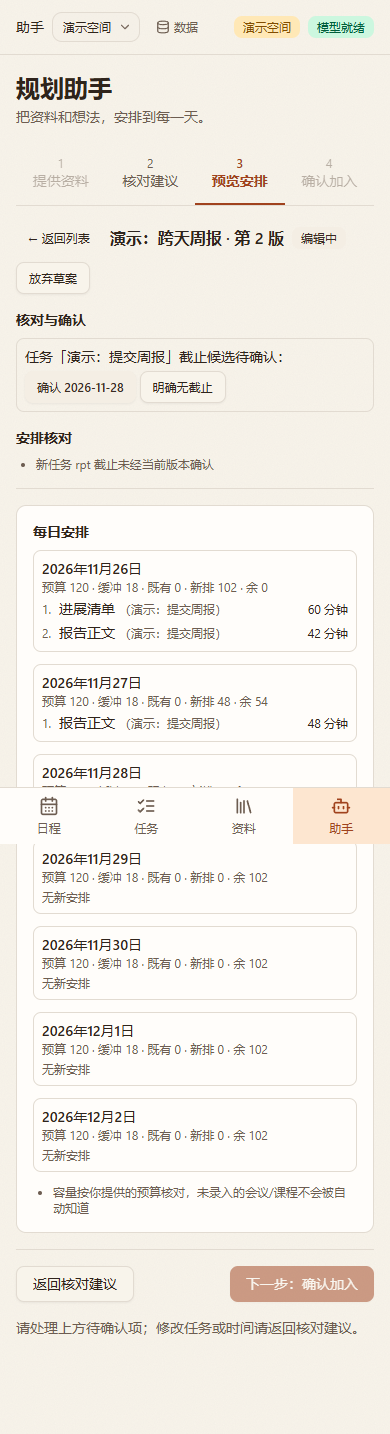 助手 演示空间 数据 演示空间 模型就绪
规划助手
把资料和想法，安排到每一天。
1 2 3 4
提供资料 核对建议 预览安排 确认加入
← 返回列表 演示：跨天周报 · 第 2 版 编辑中
放弃草案
核对与确认
任务「演示：提交周报」截止候选待确认：
确认 2026-11-28 明确无截止
安排核对
• 新任务 rpt 截止未经当前版本确认
每日安排
2026年11月26日
预算 120 · 缓冲 18 · 既有 0 · 新排 102 · 余 0
1. 进展清单 （演示：提交周报） 60 分钟
2. 报告正文 （演示：提交周报） 42 分钟
2026年11月27日
预算 120 · 缓冲 18 · 既有 0 · 新排 48 · 余 54
1. 报告正文 （演示：提交周报） 48 分钟
2026年11月28日
日程 任务 资料 助手
2026年11月29日
预算 120 · 缓冲 18 · 既有 0 · 新排 0 · 余 102
无新安排
2026年11月30日
预算 120 · 缓冲 18 · 既有 0 · 新排 0 · 余 102
无新安排
2026年12月1日
预算 120 · 缓冲 18 · 既有 0 · 新排 0 · 余 102
无新安排
2026年12月2日
预算 120 · 缓冲 18 · 既有 0 · 新排 0 · 余 102
无新安排
• 容量按你提供的预算核对，未录入的会议/课程不会被自
动知道
返回核对建议 下一步：确认加入
请处理上方待确认项；修改任务或时间请返回核对建议。